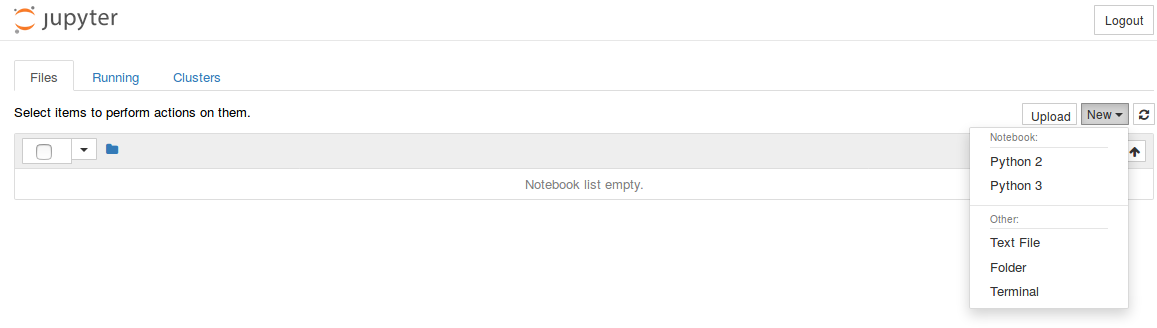 jupyter
Logout
Files Running Clusters
Select items to perform actions on them.
Upload New
Notebook list empty.
Notebook:
Python 2
Python 3
Other:
Text File
Folder
Terminal